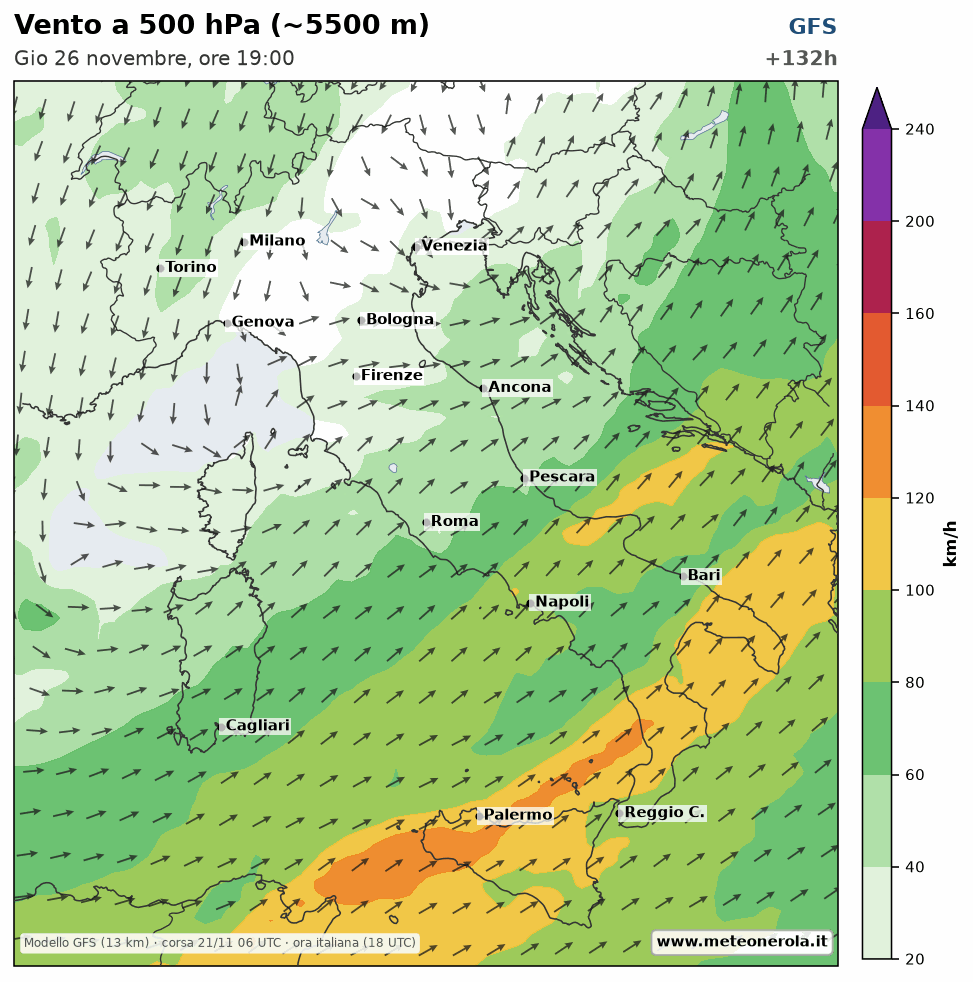 Vento a 500 hPa (~5500 m)
GFS
Gio 26 novembre, ore 19:00
+132h
240
200
160
140
120
100
80
60
40
20
km/h
Milano
Venezia
Torino
Genova
Bologna
Firenze
Ancona
Pescara
Roma
Bari
Napoli
Cagliari
Palermo
Reggio C.
Modello GFS (13 km) · corsa 21/11 06 UTC · ora italiana (18 UTC)
www.meteonerola.it